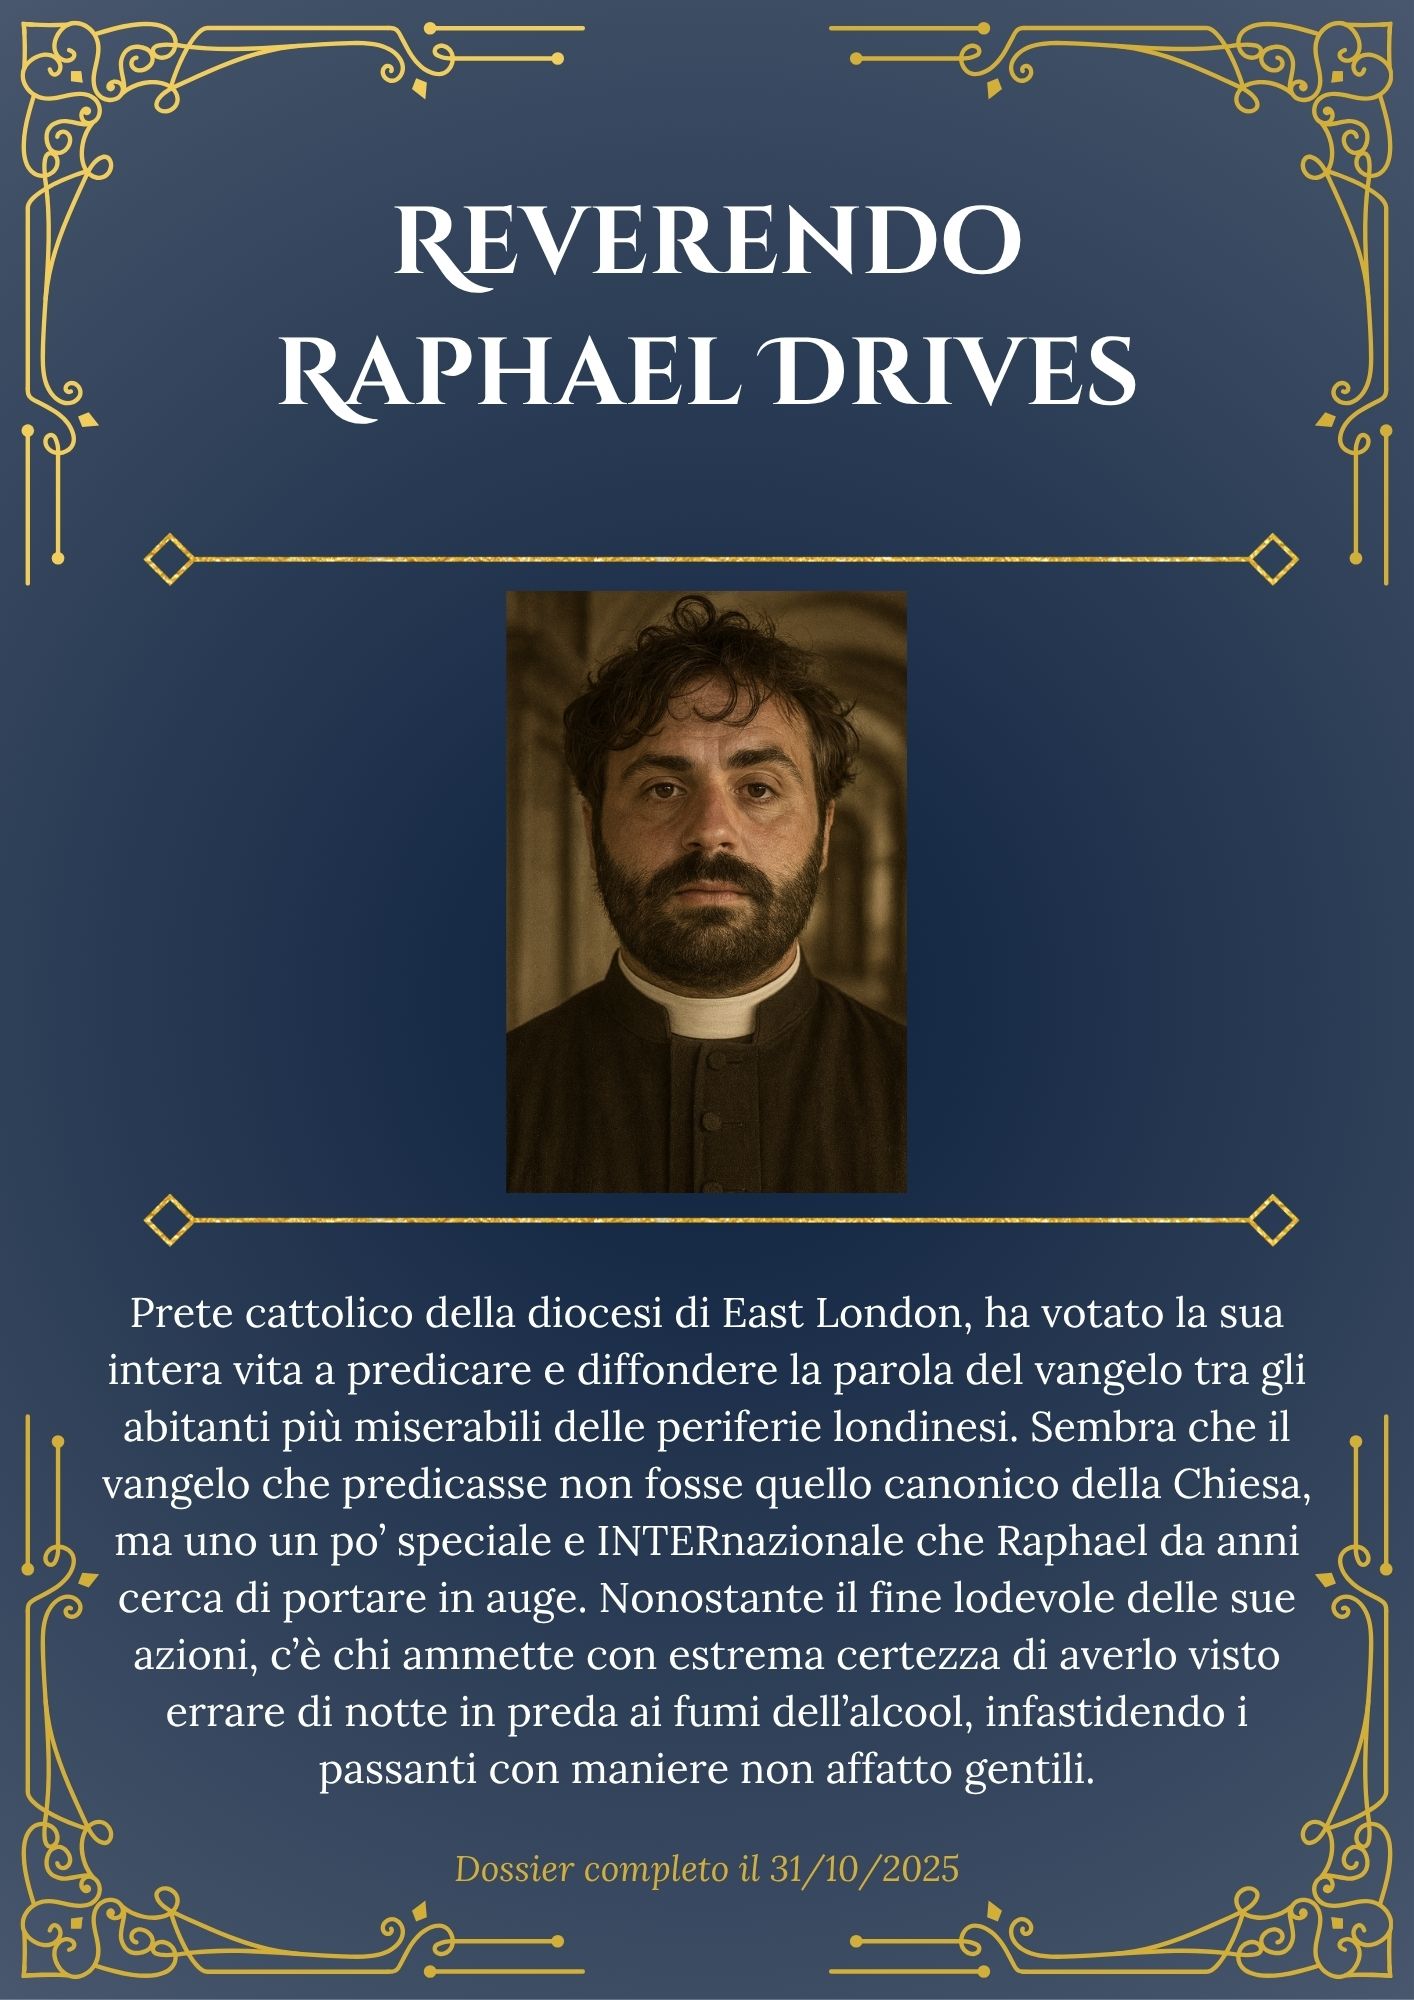 Reverendo
Raphael Drives
Prete cattolico della diocesi di East London, ha votato la sua
intera vita a predicare e diffondere la parola del vangelo tra gli
abitanti più miserabili delle periferie londinesi. Sembra che il
vangelo che predicasse non fosse quello canonico della Chiesa,
ma uno un po’ speciale e INTERnazionale che Raphael da anni
cerca di portare in auge. Nonostante il fine lodevole delle sue
azioni, c’è chi ammette con estrema certezza di averlo visto
errare di notte in preda ai fumi dell’alcool, infastidendo i
passanti con maniere non affatto gentili.
Dossier completo il 31/10/2025